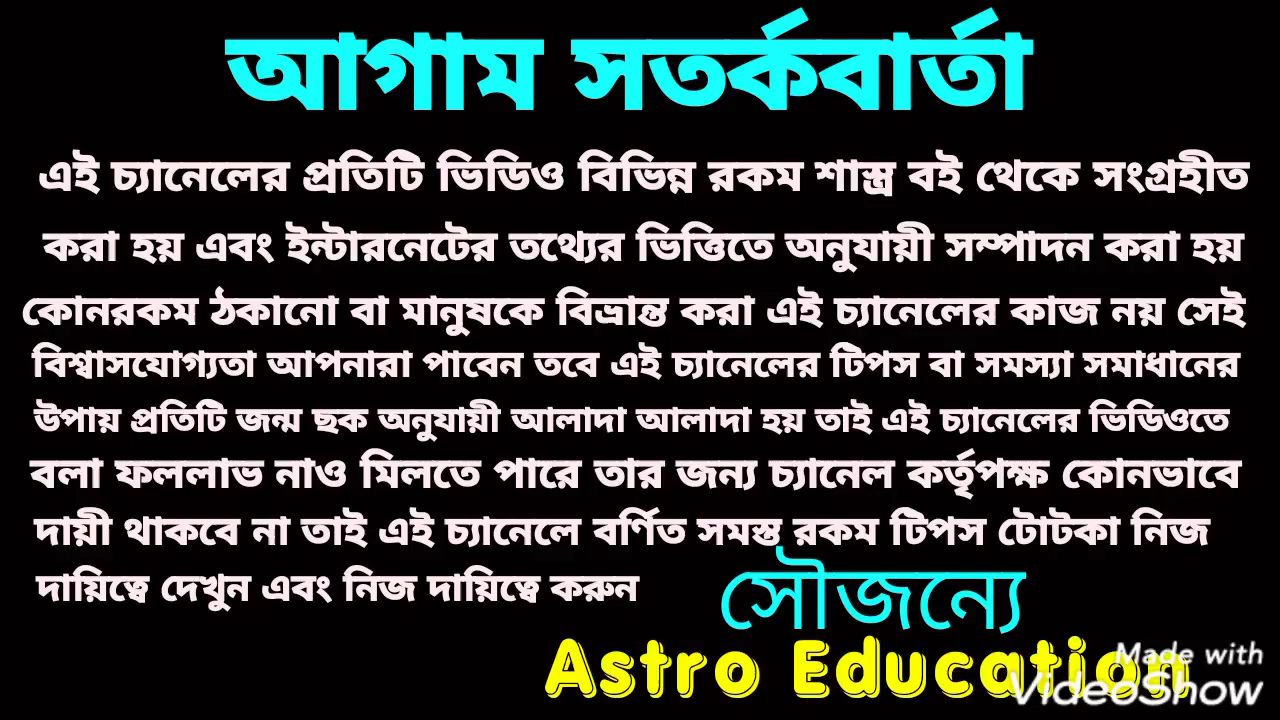 আগাম সতর্কবার্তা
এই চ্যানেলের প্রতিটি ভিডিও বিভিন্ন রকম শাস্ত্র বই থেকে সংগ্রহীত
করা হয় এবং ইন্টারনেটের তথ্যের ভিত্তিতে অনুযায়ী সম্পাদন করা হয়
কোনরকম ঠকানো বা মানুষকে বিভ্রান্ত করা এই চ্যানেলের কাজ নয় সেই
বিশ্বাসযোগ্যতা আপনারা পাবেন তবে এই চ্যানেলের টিপস বা সমস্যা সমাধানের
উপায় প্রতিটি জন্ম ছক অনুযায়ী আলাদা আলাদা হয় তাই এই চ্যানেলের ভিডিওতে
বলা ফললাভ নাও মিলতে পারে তার জন্য চ্যানেল কর্তৃপক্ষ কোনভাবে
দায়ী থাকবে না তাই এই চ্যানেলে বর্ণিত সমস্ত রকম টিপস টোটকা নিজ
দায়িত্বে দেখুন এবং নিজ দায়িত্বে করুন
সৌজন্যে
Astro Education
Made with
VideoShow